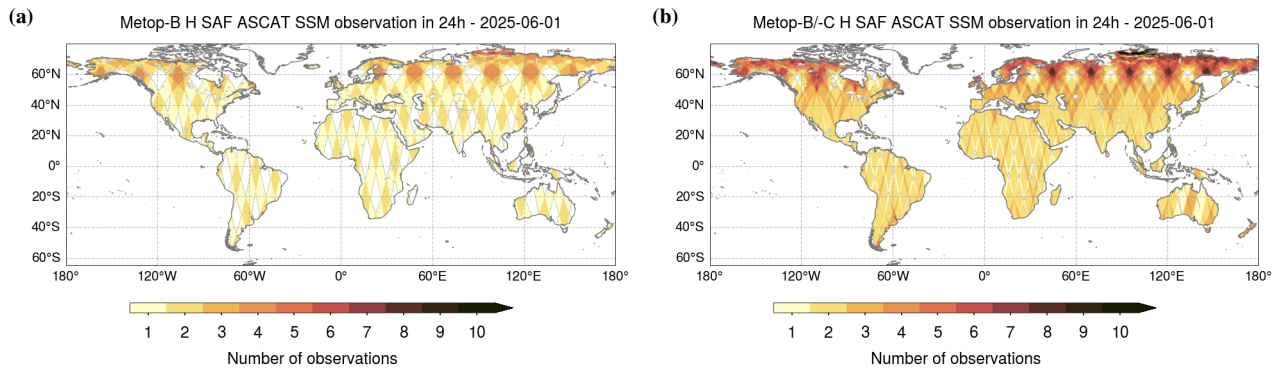 (a)
Metop-B H SAF ASCAT SSM observation in 24h - 2025-06-01
60°N
40°N
20°N
0°
20°S
40°S
60°S
180° 120°W 60°W 0° 60°E 120°E 180°
1 2 3 4 5 6 7 8 9 10
Number of observations
(b)
Metop-B/-C H SAF ASCAT SSM observation in 24h - 2025-06-01
60°N
40°N
20°N
0°
20°S
40°S
60°S
180° 120°W 60°W 0° 60°E 120°E 180°
1 2 3 4 5 6 7 8 9 10
Number of observations